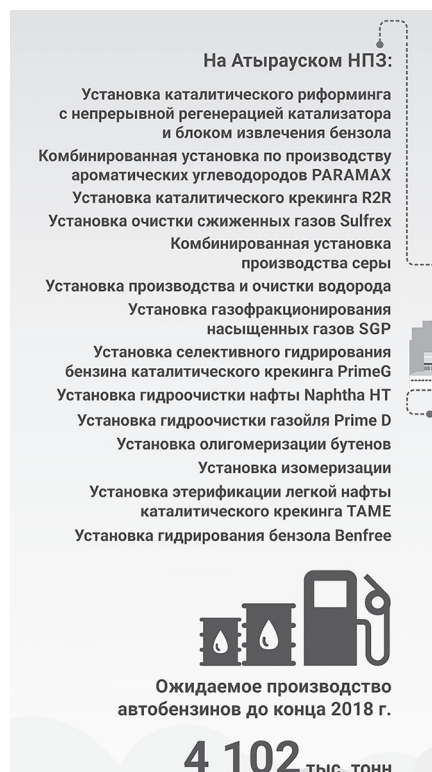 На Атырауском НПЗ:
Установка каталитического риформинга
с непрерывной регенерацией катализатора
и блоком извлечения бензола
Комбинированная установка по производству
ароматических углеводородов PARAMAX
Установка каталитического крекинга R2R
Установка очистки сжиженных газов Sulfrex
Комбинированная установка
производства серы
Установка производства и очистки водорода
Установка газофракционирования
насыщенных газов SGP
Установка селективного гидрирования
бензина каталитического крекинга PrimeG
Установка гидроочистки нафты Naphtha HT
Установка гидроочистки газойля Prime D
Установка олигомеризации бутенов
Установка изомеризации
Установка этерификации легкой нафты
каталитического крекинга TAME
Установка гидрирования бензола Benfree
Ожидаемое производство
автобензинов до конца 2018 г.
4 102 тыс. тонн